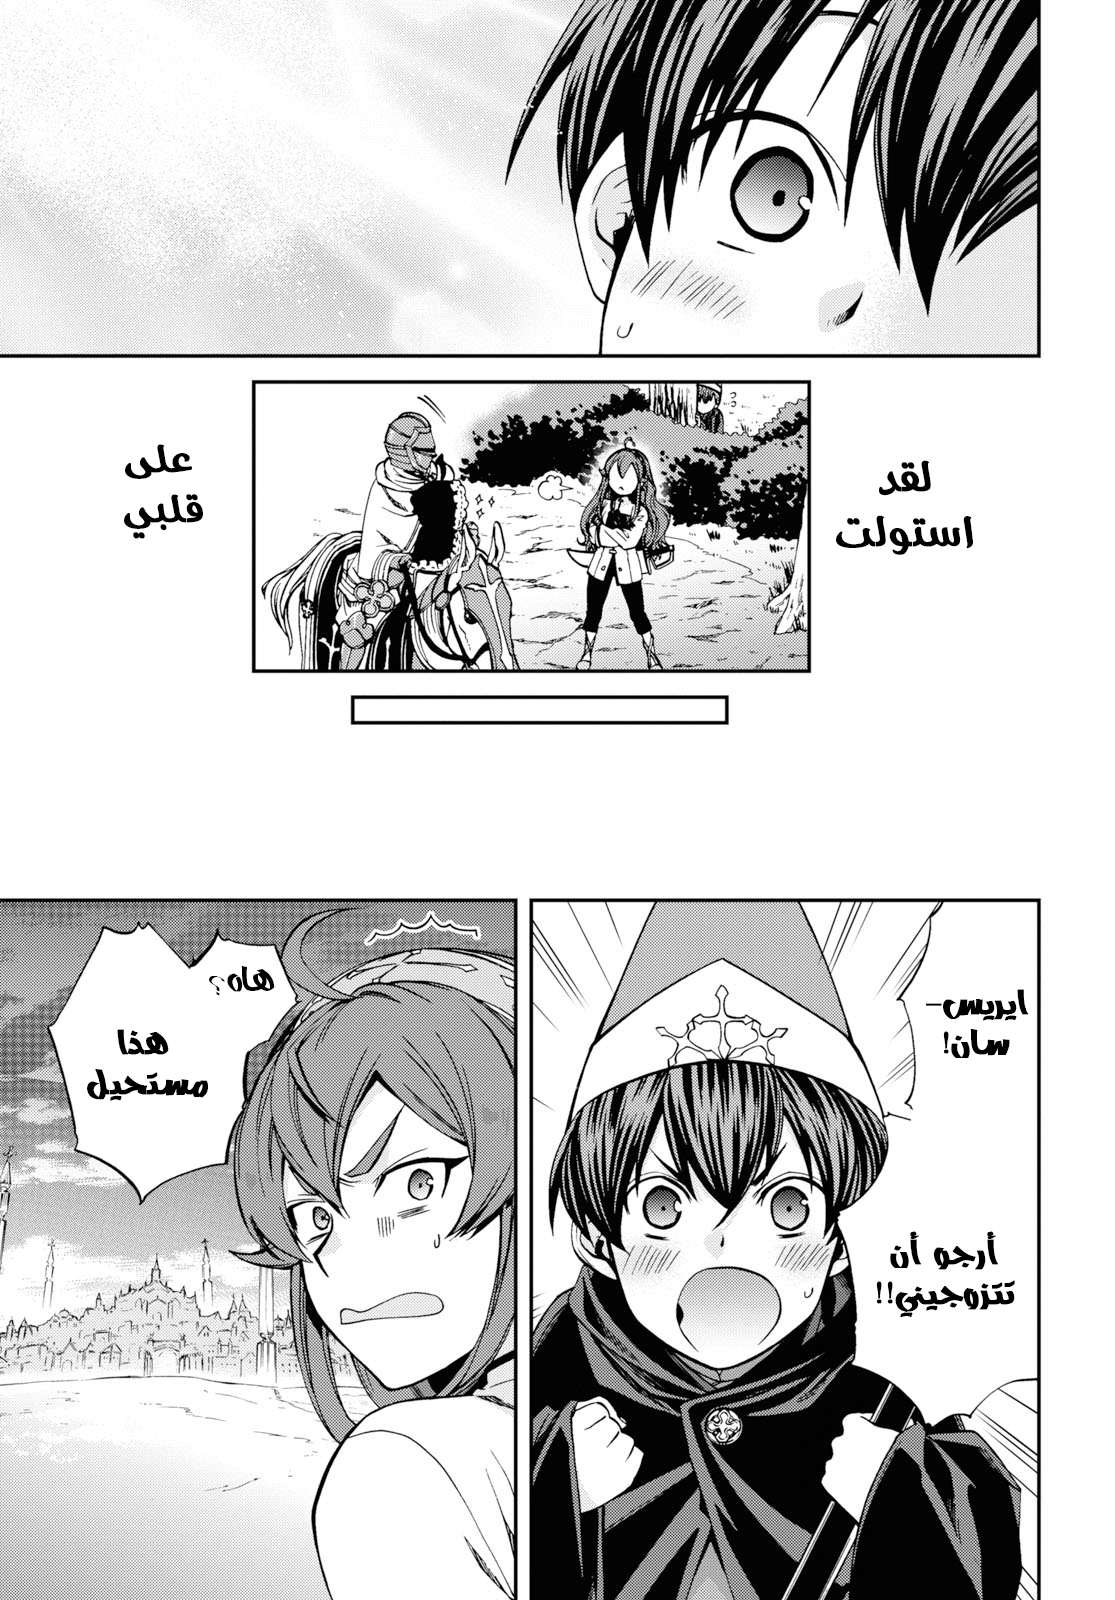 لقد
استولت
على
قلبي
ايريس-
سان!
أرجو أن
تتزوجيني!!
هاه؟
هذا
مستحيل